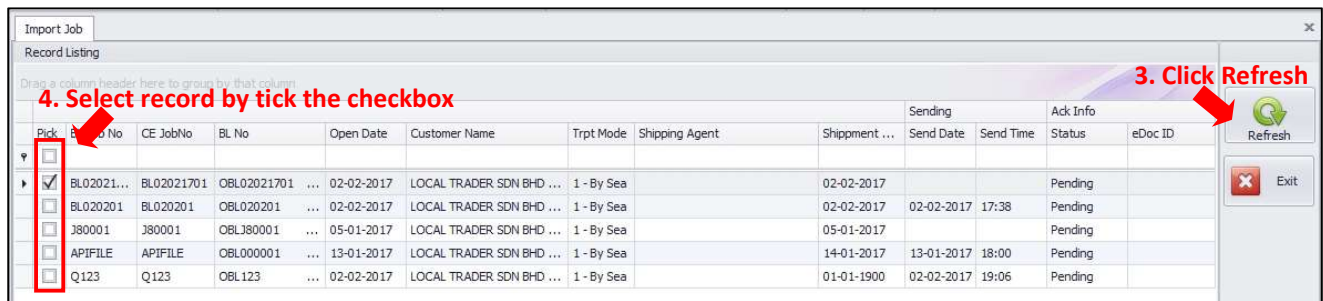 Import Job
Record Listing
Drag a column header here to group by that column
3. Click Refresh
4. Select record by tick the checkbox
Sending Ack Info
Pick No CE JobNo BL No Open Date Customer Name Trpt Mode Shipping Agent Shippment ... Send Date Send Time Status eDoc ID
Refresh
BL02021... BL02021701 OBL02021701 ... 02-02-2017 LOCAL TRADER SDN BHD ... 1 - By Sea 02-02-2017 Pending
Exit
BL020201 BL020201 OBL020201 ... 02-02-2017 LOCAL TRADER SDN BHD ... 1 - By Sea 02-02-2017 02-02-2017 17:38 Pending
J80001 J80001 OBLJ80001 ... 05-01-2017 LOCAL TRADER SDN BHD ... 1 - By Sea 05-01-2017 Pending
APIFILE APIFILE OBL000001 ... 13-01-2017 LOCAL TRADER SDN BHD ... 1 - By Sea 14-01-2017 13-01-2017 18:00 Pending
Q123 Q123 OBL123 ... 02-02-2017 LOCAL TRADER SDN BHD ... 1 - By Sea 01-01-1900 02-02-2017 19:06 Pending